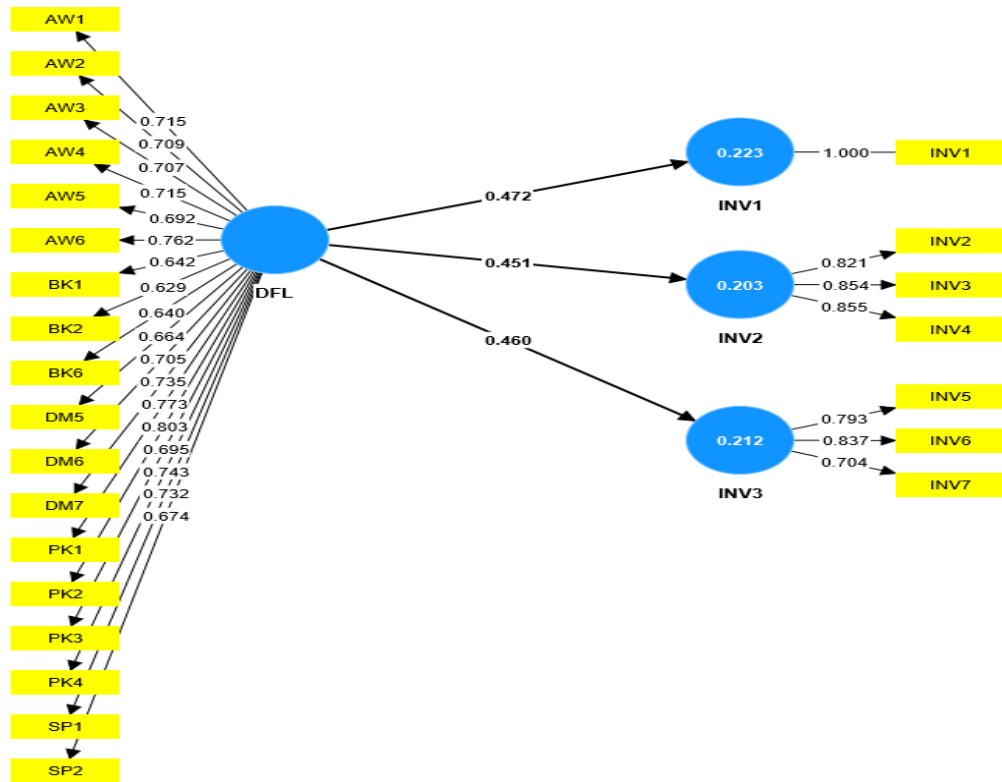 AW1
AW2
AW3
AW4
AW5
AW6
BK1
BK2
BK6
DM5
DM6
DM7
PK1
PK2
PK3
PK4
SP1
SP2
0.715
0.709
0.707
0.715
0.692
0.762
0.642
0.629
0.640
0.664
0.705
0.735
0.773
0.803
0.695
0.743
0.732
0.674
DFL
0.472
0.451
0.460
0.223
INV1
1.000
INV1
0.203
INV2
0.821
0.854
0.855
INV2
INV3
INV4
0.212
INV3
0.793
0.837
0.704
INV5
INV6
INV7